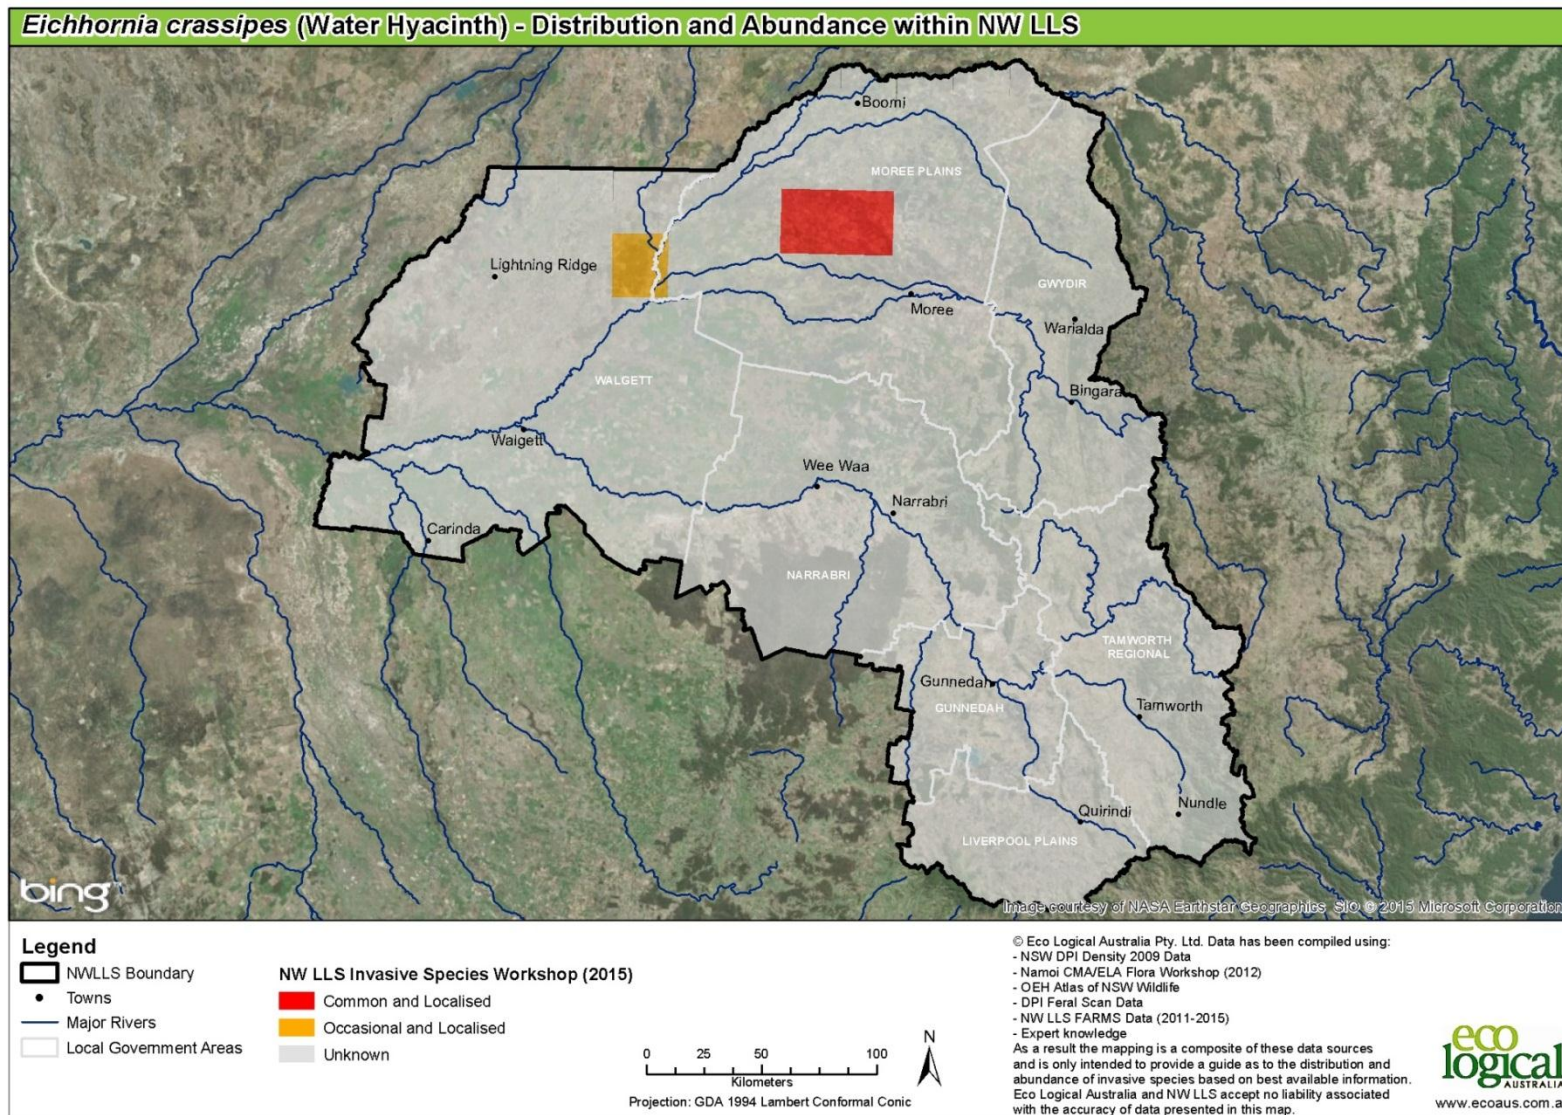 Eichhornia crassipes (Water Hyacinth) - Distribution and Abundance within NW LLS
Boomi
MOREE PLAINS
Lightning Ridge
GWYDIR
Moree
Warialda
WALGETT
Bingara
Walgett
Wee Waa
Narrabri
Carinda
NARRABRI
TAMWORTH
REGIONAL
Gunnedah
GUNNEDAH
Tamworth
Nundle
Quirindi
LIVERPOOL PLAINS
bing
Image courtesy of NASA Earthstar Geographics SIO © 2015 Microsoft Corporation
Legend
NWLLS Boundary
Towns
Major Rivers
Local Government Areas
NW LLS Invasive Species Workshop (2015)
Common and Localised
Occasional and Localised
Unknown
0 25 50 100
Kilometers
Projection: GDA 1994 Lambert Conformal Conic
N
© Eco Logical Australia Pty. Ltd. Data has been compiled using:
- NSW DPI Density 2009 Data
- Namoi CMA/ELA Flora Workshop (2012)
- OEH Atlas of NSW Wildlife
- DPI Feral Scan Data
- NW LLS FARMS Data (2011-2015)
- Expert knowledge
As a result the mapping is a composite of these data sources
and is only intended to provide a guide as to the distribution and
abundance of invasive species based on best available information.
Eco Logical Australia and NW LLS accept no liability associated
with the accuracy of data presented in this map.
eco
logical
AUSTRALIA
www.ecoaus.com.a